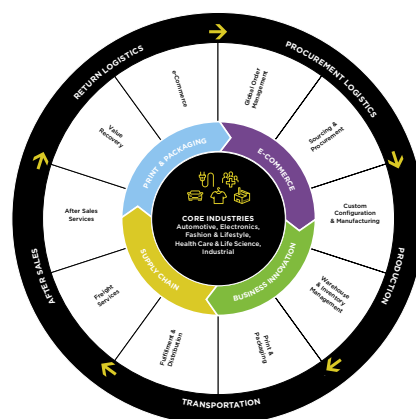 RETURN LOGISTICS
PROCUREMENT LOGISTICS
PRODUCTION
TRANSPORTATION
AFTER SALES
e-Commerce
Global Order
Management
Sourcing &
Procurement
Custom
Configuration
& Manufacturing
Warehouse
& Inventory
Management
Print &
Packaging
Fulfilment &
Distribution
Freight
Services
After Sales
Services
Value
Recovery
PRINT & PACKAGING
E-COMMERCE
BUSINESS INNOVATION
SUPPLY CHAIN
CORE INDUSTRIES
Automotive, Electronics,
Fashion & Lifestyle,
Health Care & Life Science,
Industrial